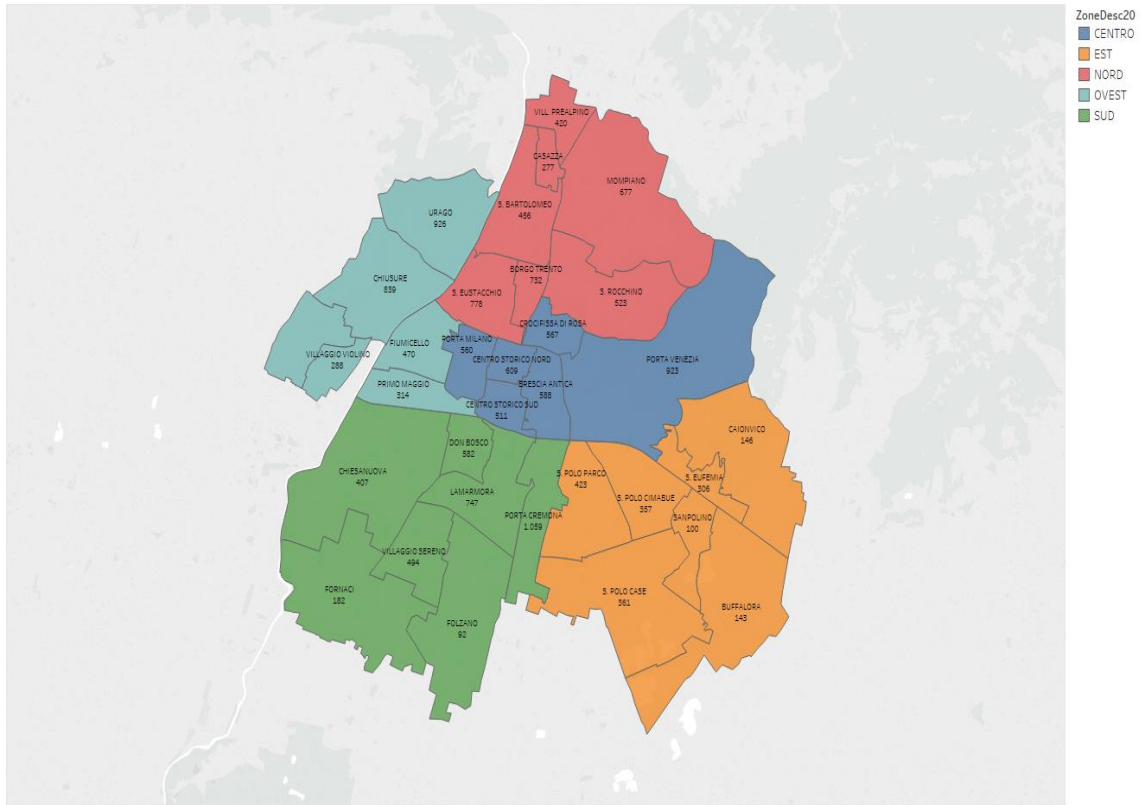 ZoneDesc20
CENTRO
EST
NORD
OVEST
SUD
VILL. PREALPINO
420
CASAZZA
277
MOMPIANO
677
S. BARTOLOMEO
456
URAGO
926
CHIUSURE
839
BORGO TRENTO
732
S. EUSTACCHIO
778
S. ROCCHINO
523
CROCIFISSA DI ROSA
567
PORTA MILANO
560
FIUMICELLO
470
VILLAGGIO VIOLINO
288
CENTRO STORICO NORD
609
PORTA VENEZIA
923
PRIMO MAGGIO
314
BRESCIA ANTICA
588
CENTRO STORICO SUD
511
CAIONVICO
146
DON BOSCO
582
CHIESANUOVA
407
S. POLO PARCO
423
S. EUFEMIA
306
LAMARMORA
747
S. POLO CIMABUE
357
PORTA CREMONA
1.059
SANPOLINO
100
VILLAGGIO SERENO
494
FORNACI
182
S. POLO CASE
361
BUFFALORA
143
FOLZANO
92